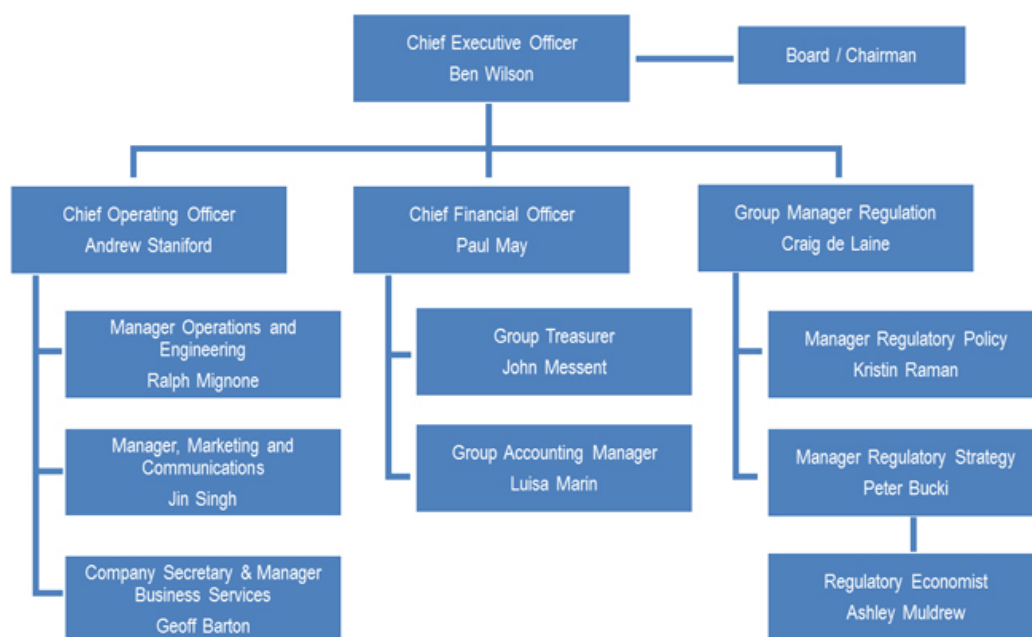 Chief Executive Officer
Ben Wilson
Board / Chairman
Chief Operating Officer
Andrew Staniford
Chief Financial Officer
Paul May
Group Manager Regulation
Craig de Laine
Manager Operations and
Engineering
Ralph Mignone
Group Treasurer
John Messent
Manager Regulatory Policy
Kristin Raman
Manager, Marketing and
Communications
Jin Singh
Group Accounting Manager
Luisa Marin
Manager Regulatory Strategy
Peter Bucki
Company Secretary & Manager
Business Services
Geoff Barton
Regulatory Economist
Ashley Muldrew